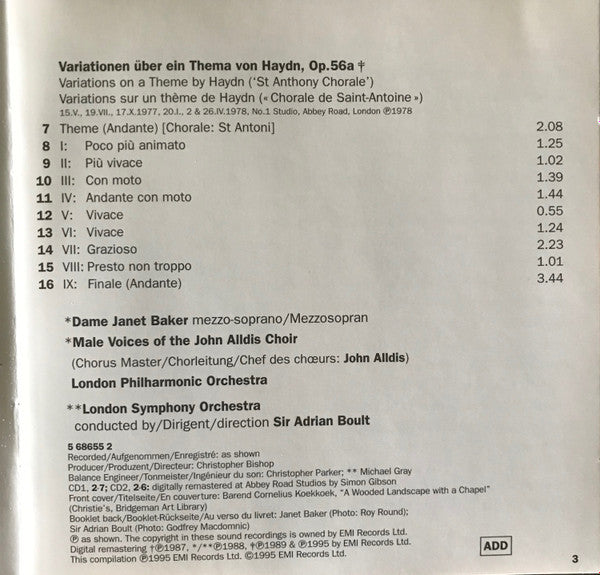 Variationen über ein Thema von Haydn, Op.56a ‡
Variations on a Theme by Haydn (‘St Anthony Chorale’)
Variations sur un thème de Haydn (« Chorale de Saint-Antoine »)
15.V., 19.VII., 17.X.1977, 20.I., 2 & 26.IV.1978, No.1 Studio, Abbey Road, London ℗1978
7 Theme (Andante) [Chorale: St Antoni] 2.08
8 I: Poco più animato 1.25
9 II: Più vivace 1.02
10 III: Con moto 1.39
11 IV: Andante con moto 1.44
12 V: Vivace 0.55
13 VI: Vivace 1.24
14 VII: Grazioso 2.23
15 VIII: Presto non troppo 1.01
16 IX: Finale (Andante) 3.44
*Dame Janet Baker mezzo-soprano/Mezzosopran
*Male Voices of the John Alldis Choir
(Chorus Master/Chorleitung/Chef des chœurs: John Alldis)
London Philharmonic Orchestra
**London Symphony Orchestra
conducted by/Dirigent/direction Sir Adrian Boult
5 68655 2
Recorded/Aufgenommen/Enregistré: as shown
Producer/Produzent/Directeur: Christopher Bishop
Balance Engineer/Tonmeister/Ingénieur du son: Christopher Parker; ** Michael Gray
CD1, 2-7; CD2, 2-6: digitally remastered at Abbey Road Studios by Simon Gibson
Front cover/Titelseite/En couverture: Barend Cornelius Koekkoek, “A Wooded Landscape with a Chapel”
(Christie's, Bridgeman Art Library)
Booklet back/Booklet-Rückseite/Au verso du livret: Janet Baker (Photo: Roy Round);
Sir Adrian Boult (Photo: Godfrey Macdomnic)
℗ as shown. The copyright in these sound recordings is owned by EMI Records Ltd.
Digital remastering †℗1987, */**℗1988, ‡℗1989 & ℗1995 by EMI Records Ltd.
This compilation ℗1995 EMI Records Ltd. ©1995 EMI Records Ltd.
ADD
3